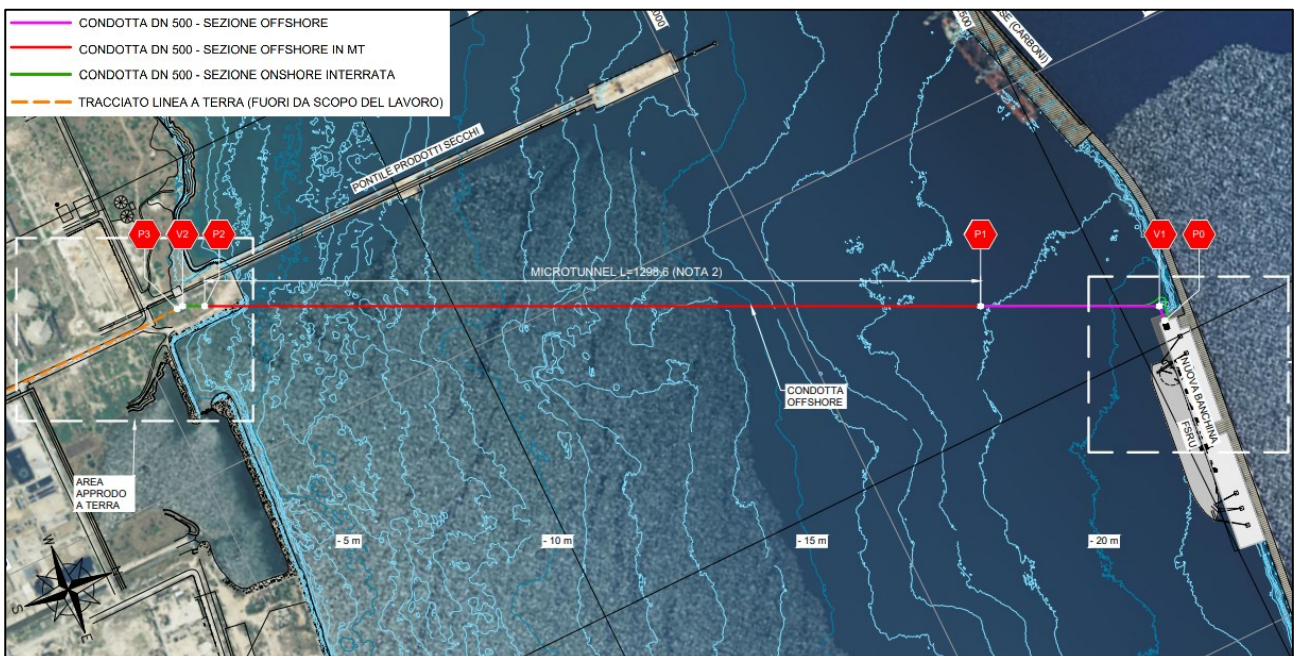 CONDOTTA DN 500 - SEZIONE OFFSHORE
CONDOTTA DN 500 - SEZIONE OFFSHORE IN MT
CONDOTTA DN 500 - SEZIONE ONSHORE INTERRATA
TRACCIATO LINEA A TERRA (FUORI DA SCOPO DEL LAVORO)
(CARBONI)
PONTILE PRODOTTI SECCHI
P3
V2
P2
P1
V1
P0
MICROTUNNEL L=1298,6 (NOTA 2)
CONDOTTA
OFFSHORE
NUOVA BANCHINA
FSRU
AREA
APPRODO
A TERRA
- 5 m
- 10 m
- 15 m
- 20 m
W
S
E